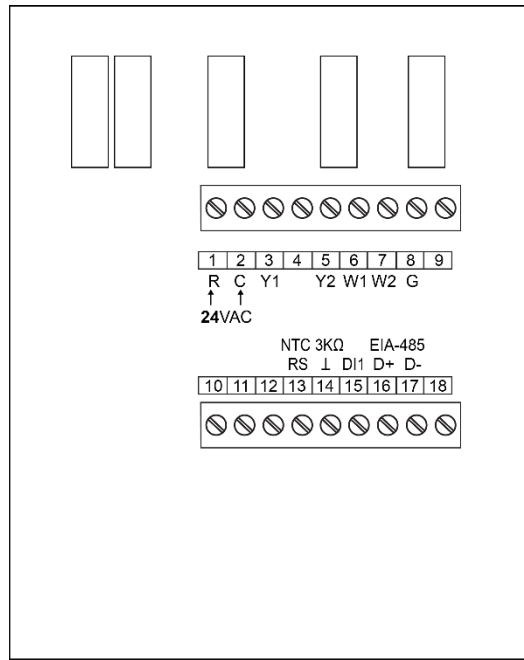 1 2 3 4 5 6 7 8 9
R C Y1 Y2 W1 W2 G
24VAC
NTC 3KΩ EIA-485
RS ⊥ DI1 D+ D-
10 11 12 13 14 15 16 17 18